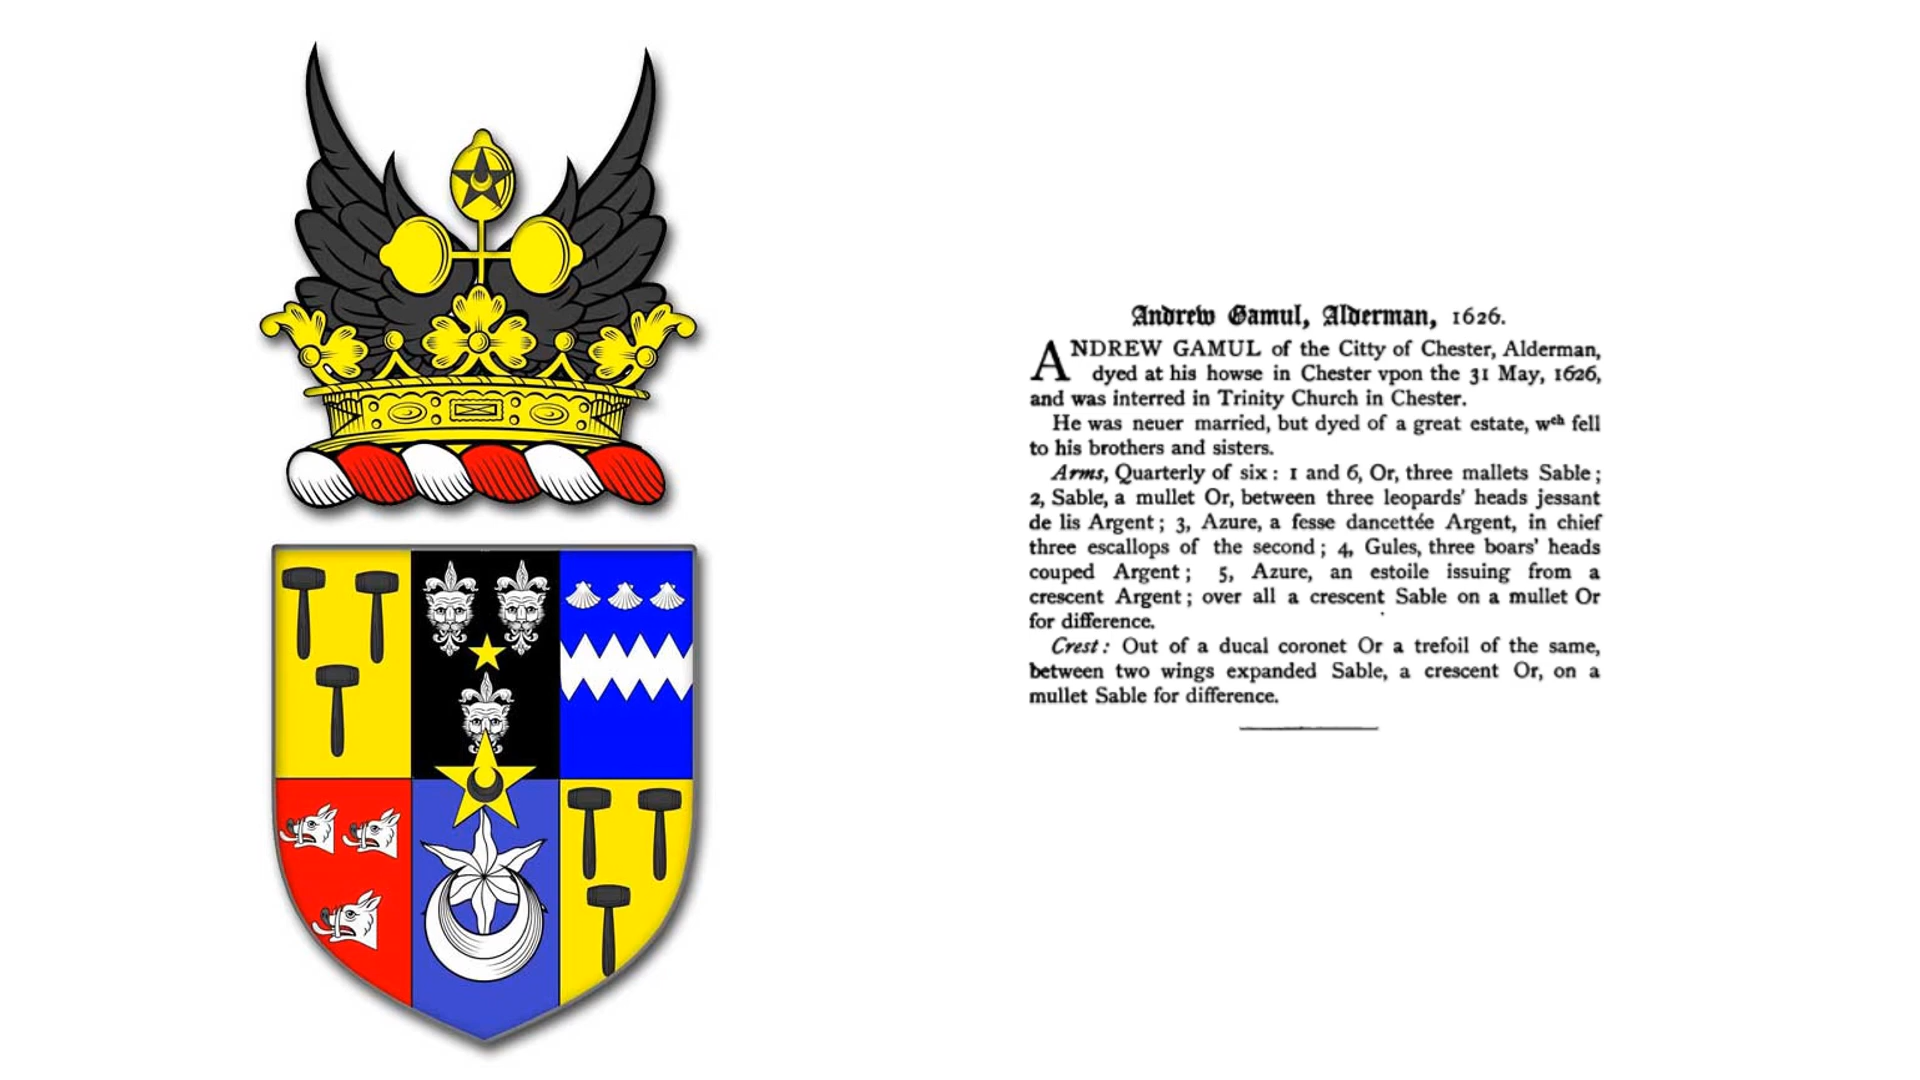 Andrew Gamul, Alderman, 1626.
ANDREW GAMUL of the Citty of Chester, Alderman,
dyed at his howse in Chester vpon the 31 May, 1626,
and was interred in Trinity Church in Chester.
He was neuer married, but dyed of a great estate, wch fell
to his brothers and sisters.
Arms, Quarterly of six: 1 and 6, Or, three mallets Sable;
2, Sable, a mullet Or, between three leopards' heads jessant
de lis Argent; 3, Azure, a fesse dancettée Argent, in chief
three escallops of the second; 4, Gules, three boars' heads
couped Argent; 5, Azure, an estoile issuing from a
crescent Argent; over all a crescent Sable on a mullet Or
for difference.
Crest: Out of a ducal coronet Or a trefoil of the same,
between two wings expanded Sable, a crescent Or, on a
mullet Sable for difference.